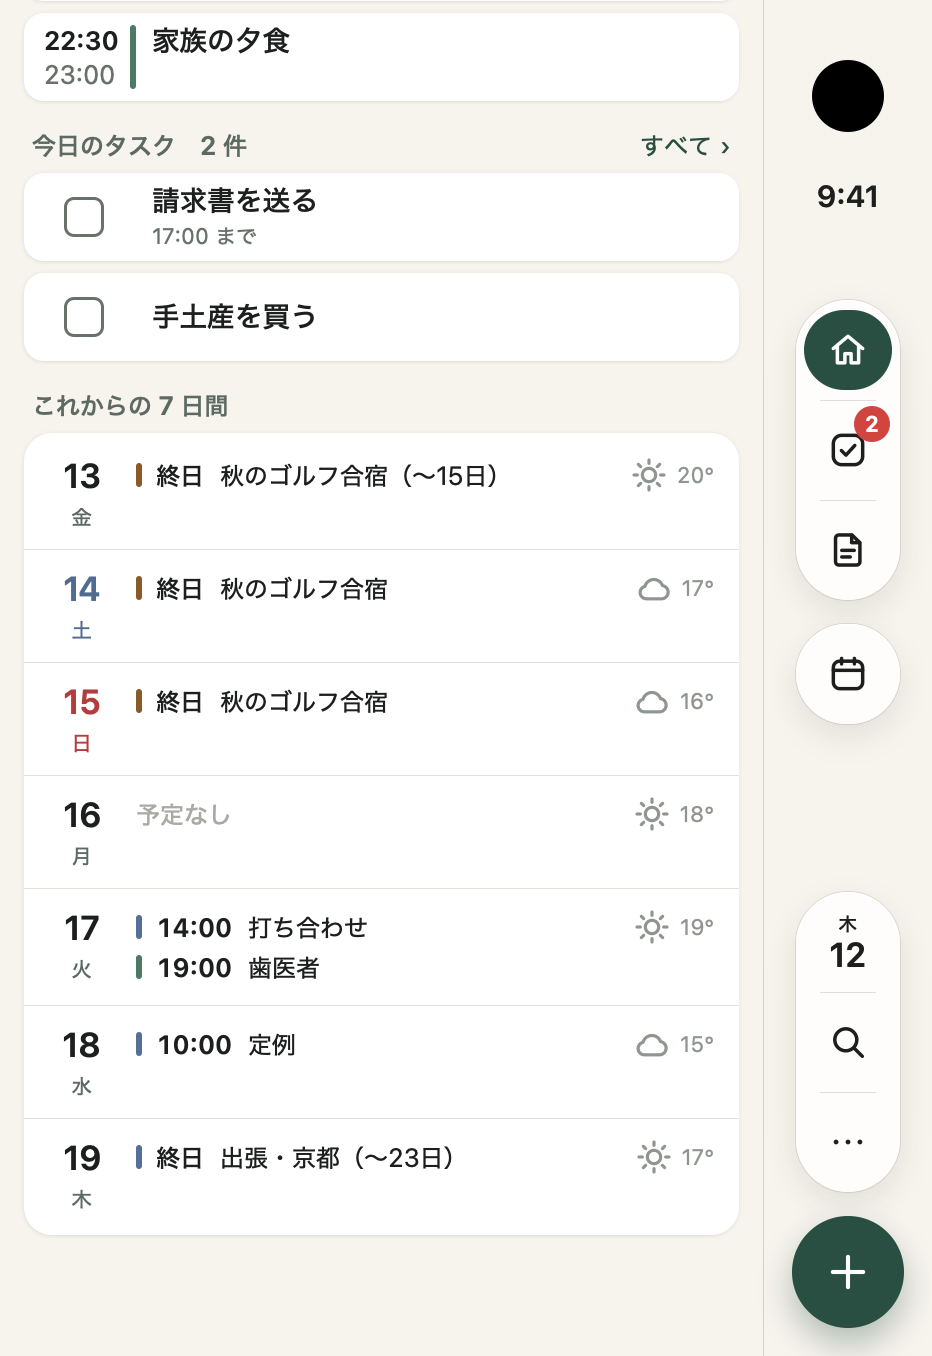 22:30 家族の夕食
23:00
今日のタスク 2 件 すべて ›
請求書を送る
17:00 まで
手土産を買う
これからの 7 日間
13 終日 秋のゴルフ合宿（〜15日） 20°
金
14 終日 秋のゴルフ合宿 17°
土
15 終日 秋のゴルフ合宿 16°
日
16 予定なし 18°
月
17 14:00 打ち合わせ 19°
火 19:00 歯医者
18 10:00 定例 15°
水
19 終日 出張・京都（〜23日） 17°
木
9:41
2
木
12